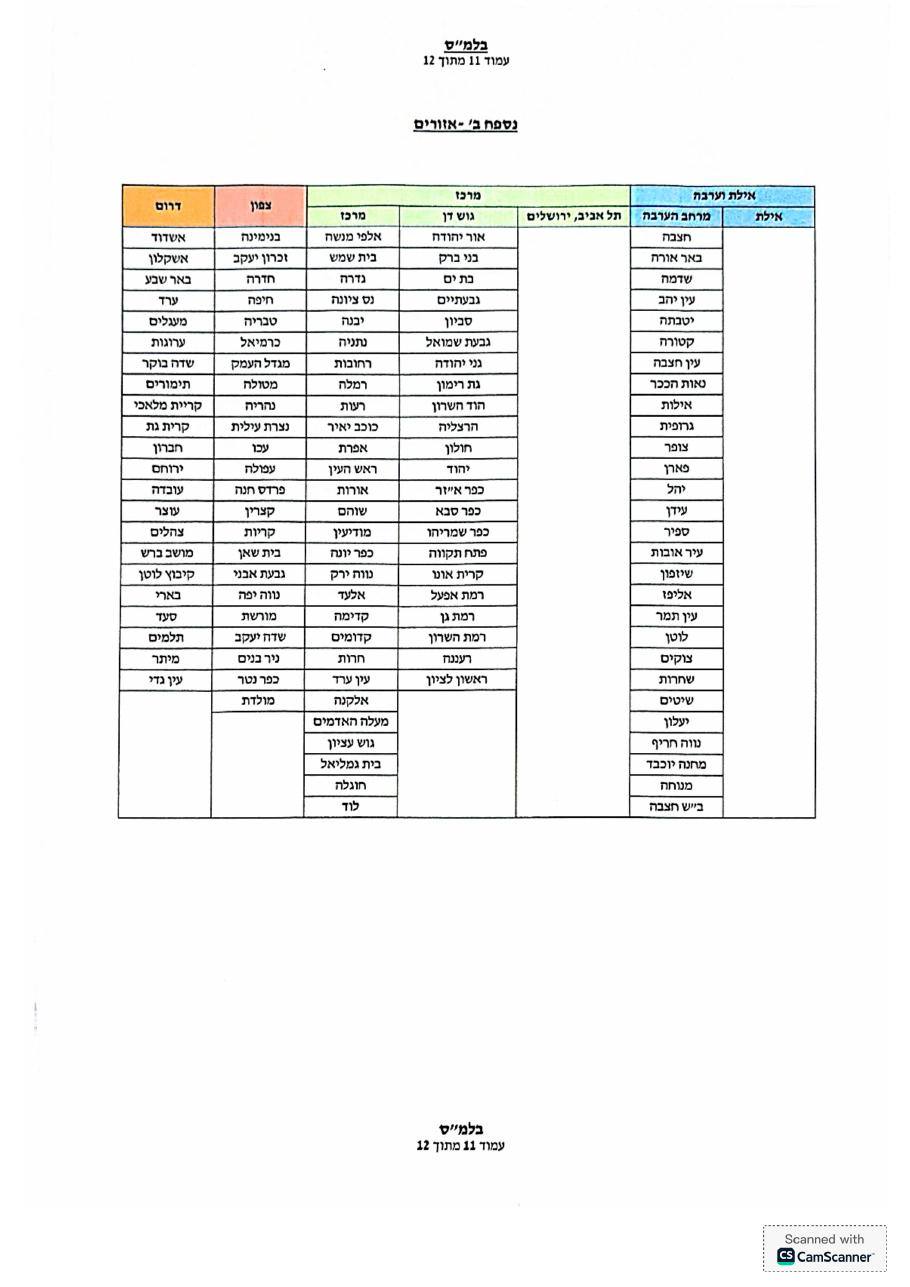 בלמ"ס
עמוד 11 מתוך 12
נספח ב' -אזורים
אילת וערבה מרכז צפון דרום
אילת מרחב הערבה תל אביב, ירושלים גוש דן מרכז
חצבה אור יהודה אלפי מנשה בנימינה אשדוד
באר אורה בני ברק בית שמש זכרון יעקב אשקלון
שדמה בת ים גדרה חדרה באר שבע
עין יהב גבעתיים נס ציונה חיפה ערד
יטבתה סביון יבנה טבריה מעגלים
קטורה גבעת שמואל נתניה כרמיאל ערוגות
עין חצבה גני יהודה רחובות מגדל העמק שדה בוקר
נאות הככר גת רימון רמלה מטולה תימורים
אילות הוד השרון רעות נהריה קריית מלאכי
גרופית הרצליה כוכב יאיר נצרת עילית קרית גת
צופר חולון אפרת עכו חברון
פארן יהוד ראש העין עפולה ירוחם
יהל כפר א"זר אורות פרדס חנה עובדה
עידן כפר סבא שוהם קצרין עוצר
ספיר כפר שמריהו מודיעין קריות צהלים
עיר אובות פתח תקווה כפר יונה בית שאן מושב ברש
שיזפון קרית אונו נווה ירק גבעת אבני קיבוץ לוטן
אליפז רמת אפעל אלעד נווה יפה בארי
עין תמר רמת גן קדימה מורשת סעד
לוטן רמת השרון קדומים שדה יעקב תלמים
צוקים רעננה חרות ניר בנים מיתר
שחרות ראשון לציון עין ערד כפר נטר עין גדי
שיטים אלקנה מולדת
יעלון מעלה האדמים
נווה חריף גוש עציון
מחנה יוכבד בית גמליאל
מנוחה חוגלה
ב"ש חצבה לוד
בלמ"ס
עמוד 11 מתוך 12
Scanned with
CS CamScanner